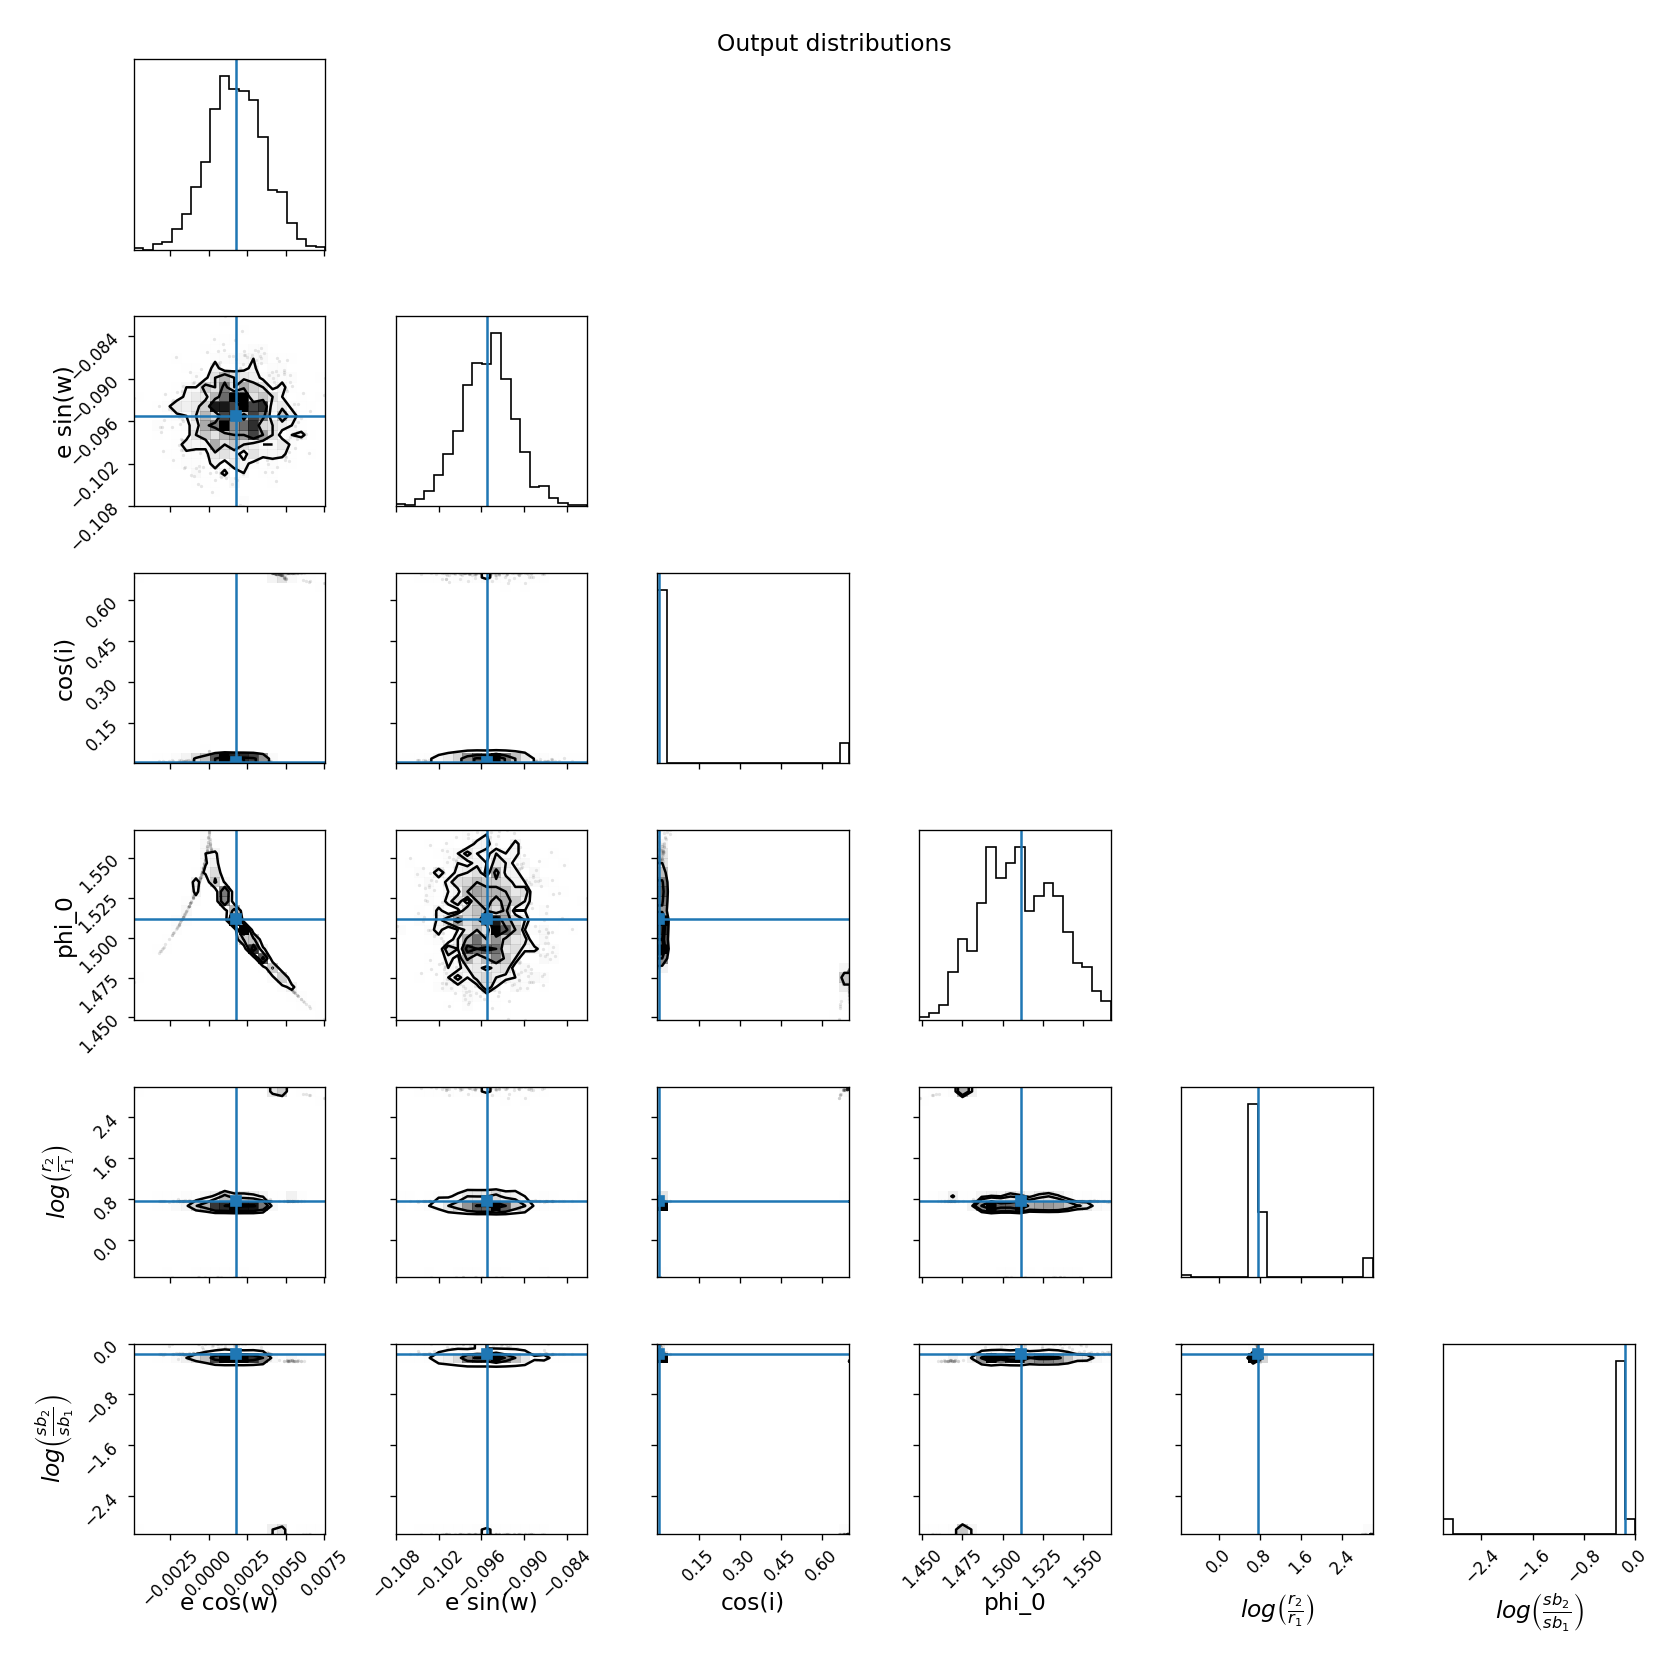 Output distributions
e sin(w)
−0.084
−0.090
−0.096
−0.102
−0.108
cos(i)
0.60
0.45
0.30
0.15
phi_0
1.550
1.525
1.500
1.475
1.450
log(r₂/r₁)
2.4
1.6
0.8
0.0
log(sb₂/sb₁)
0.0
−0.8
−1.6
−2.4
−0.0025 −0.0000 0.0025 0.0050 0.0075
−0.108 −0.102 −0.096 −0.090 −0.084
0.15 0.30 0.45 0.60
1.450 1.475 1.500 1.525 1.550
0.0 0.8 1.6 2.4
−2.4 −1.6 −0.8 0.0
e cos(w) e sin(w) cos(i) phi_0 log(r₂/r₁) log(sb₂/sb₁)